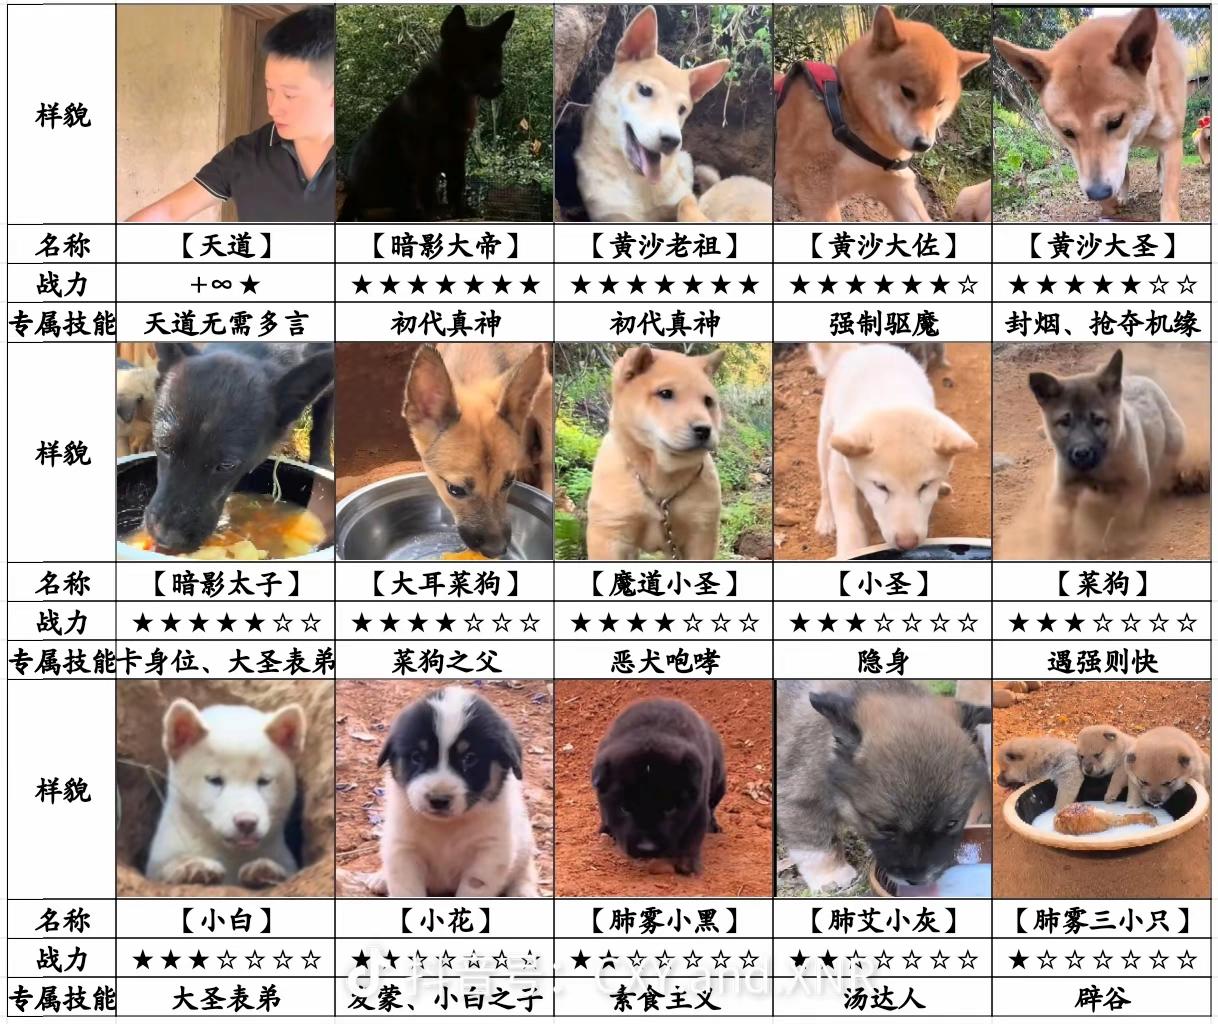 样貌
名称 【天道】 【暗影大帝】 【黄沙老祖】 【黄沙大佐】 【黄沙大圣】
战力 +∞★ ★★★★★★★ ★★★★★★★ ★★★★★★☆ ★★★★★☆☆
专属技能 天道无需多言 初代真神 初代真神 强制驱魔 封烟、抢夺机缘
样貌
名称 【暗影太子】 【大耳菜狗】 【魔道小圣】 【小圣】 【菜狗】
战力 ★★★★★☆☆ ★★★★☆☆☆ ★★★★☆☆☆ ★★★☆☆☆☆ ★★★☆☆☆☆
专属技能 卡身位、大圣表弟 菜狗之父 恶犬咆哮 隐身 遇强则快
样貌
名称 【小白】 【小花】 【肺雾小黑】 【肺艾小灰】 【肺雾三小只】
战力 ★★★☆☆☆☆ ★★☆☆☆☆☆ ★★☆☆☆☆☆ ★★☆☆☆☆☆ ★☆☆☆☆☆☆
抖音号：CXY.and.XNR
专属技能 大圣表弟 发蒙、小白之子 素食主义 汤达人 辟谷